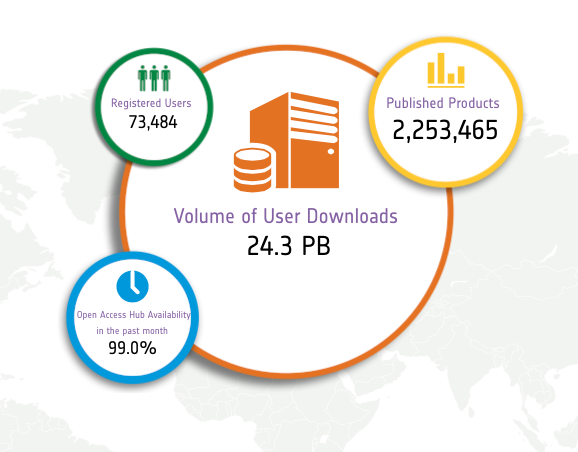 Registered Users
73,484
Published Products
2,253,465
Volume of User Downloads
24.3 PB
Open Access Hub Availability
in the past month
99.0%